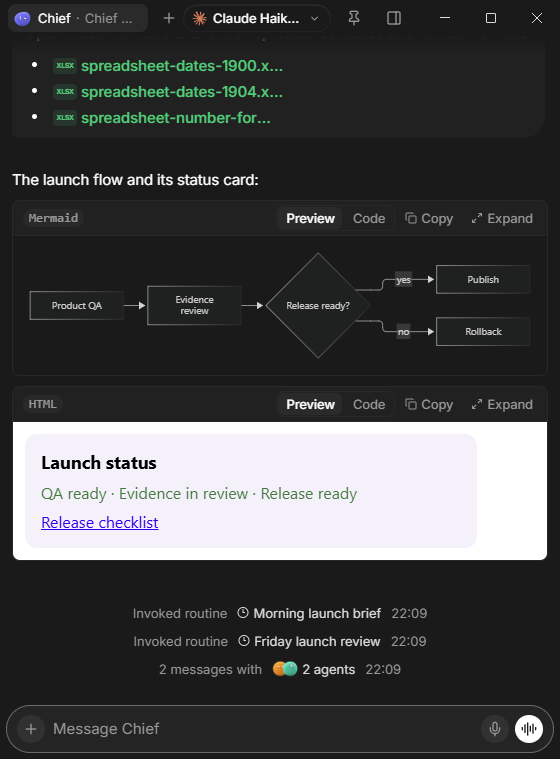 Chief · Chief ...
Claude Haik...
XLSX spreadsheet-dates-1900.x...
XLSX spreadsheet-dates-1904.x...
XLSX spreadsheet-number-for...
The launch flow and its status card:
Mermaid Preview Code Copy Expand
Product QA
Evidence
review
Release ready?
yes
Publish
no
Rollback
HTML Preview Code Copy Expand
Launch status
QA ready · Evidence in review · Release ready
Release checklist
Invoked routine Morning launch brief 22:09
Invoked routine Friday launch review 22:09
2 messages with 2 agents 22:09
Message Chief